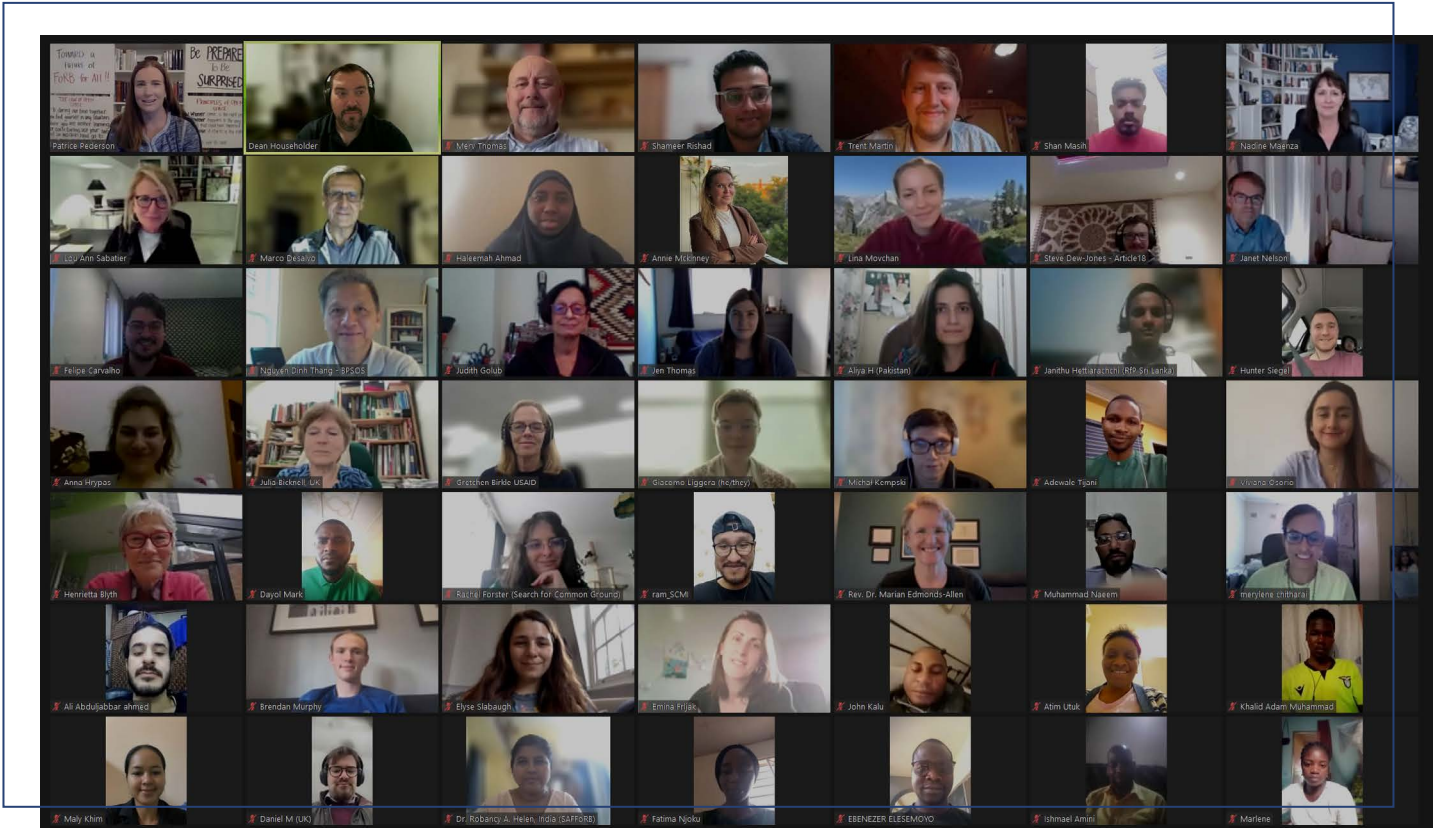 Toward a
FoRB for All !!
Be PREPARED
To Be
SURPRISED
Patrice Pederson
Dean Householder
Merv Thomas
Shameer Rishad
Trent Martin
Shan Masih
Nadine Maenza
Lou Ann Sabatier
Marco Desalvo
Haleemah Ahmad
Annie Mckinney
Lina Movchan
Steve Dew-Jones - Article18
Janet Nelson
Felipe Carvalho
Nguyen Dinh Thang - BPSOS
Judith Golub
Jen Thomas
Aliya H (Pakistan)
Janithu Hettiarachchi (RfP Sri Lanka)
Hunter Siegel
Anna Hrypas
Julia Bicknell, UK
Gretchen Birkle USAID
Giacomo Liggera (he/they)
Michał Kempski
Adewale Tijani
Viviana Osorio
Henrietta Blyth
Dayol Mark
Rachel Forster (Search for Common Ground)
ram_SCMI
Rev. Dr. Marian Edmonds-Allen
Muhammad Naeem
merylene chitharai
Ali Abduljabbar ahmed
Brendan Murphy
Elyse Slabaugh
Emina Frljak
John Kalu
Atim Utuk
Khalid Adam Muhammad
Maly Khim
Daniel M (UK)
Dr. Robancy A. Helen, India (SAFFoRB)
Fatima Njoku
EBENEZER ELESEMOYO
Ishmael Amini
Marlene